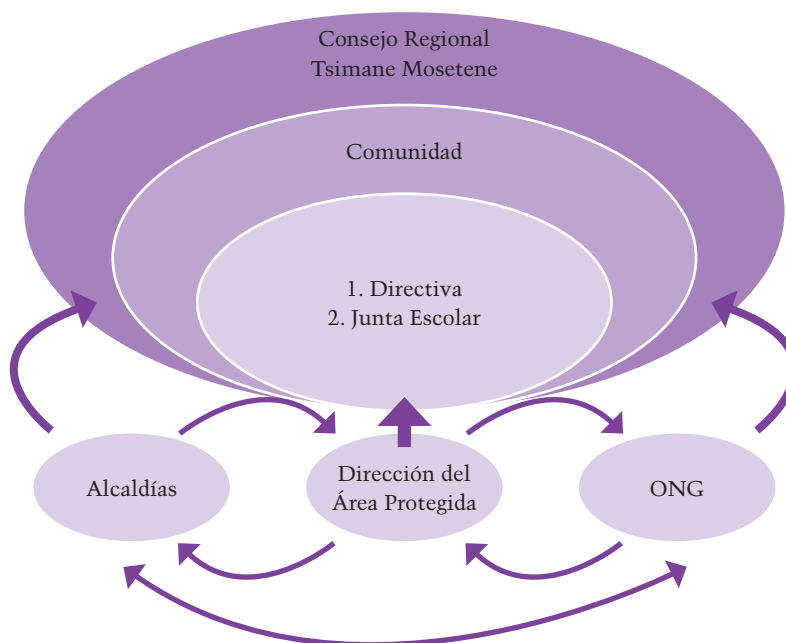 Consejo Regional
Tsimane Mosetene
Comunidad
1. Directiva
2. Junta Escolar
Alcaldías
Dirección del
Área Protegida
ONG